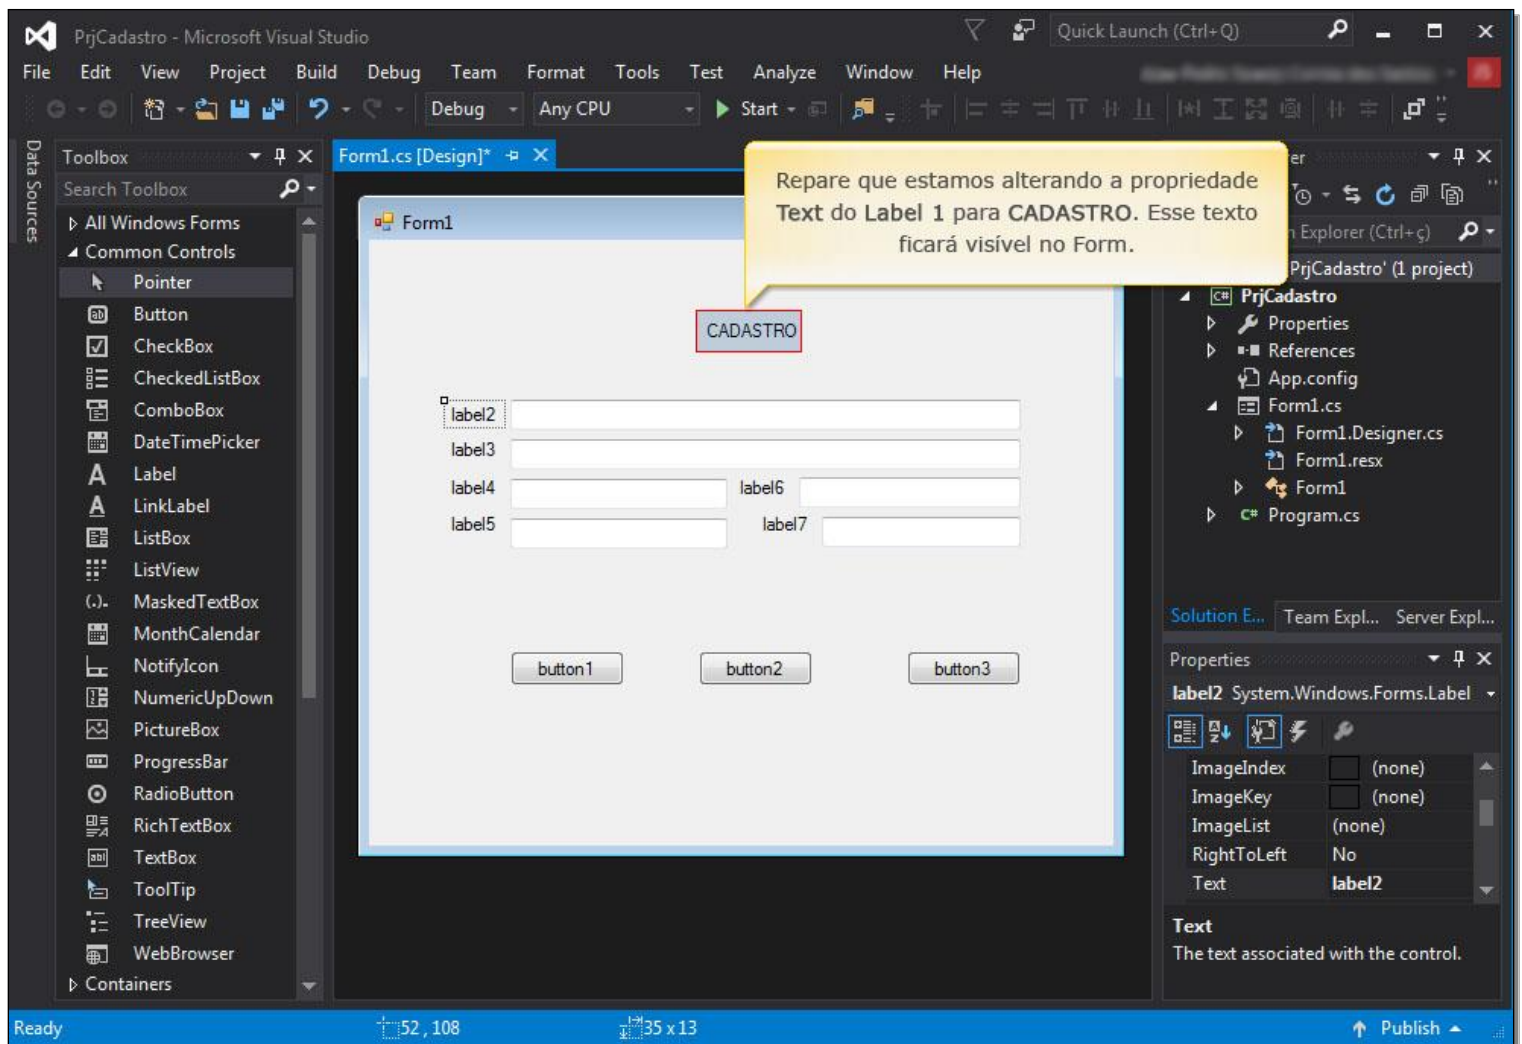 PrjCadastro - Microsoft Visual Studio
Quick Launch (Ctrl+Q)
File Edit View Project Build Debug Team Format Tools Test Analyze Window Help
Debug Any CPU Start
Data Sources
Toolbox
Search Toolbox
All Windows Forms
Common Controls
Pointer
Button
CheckBox
CheckedListBox
ComboBox
DateTimePicker
Label
LinkLabel
ListBox
ListView
MaskedTextBox
MonthCalendar
NotifyIcon
NumericUpDown
PictureBox
ProgressBar
RadioButton
RichTextBox
TextBox
ToolTip
TreeView
WebBrowser
Containers
Form1.cs [Design]*
Form1
Repare que estamos alterando a propriedade
Text do Label 1 para CADASTRO. Esse texto
ficará visível no Form.
CADASTRO
label2
label3
label4 label6
label5 label7
button1 button2 button3
er
Explorer (Ctrl+ç)
PrjCadastro' (1 project)
PrjCadastro
Properties
References
App.config
Form1.cs
Form1.Designer.cs
Form1.resx
Form1
Program.cs
Solution E... Team Expl... Server Expl...
Properties
label2 System.Windows.Forms.Label
ImageIndex (none)
ImageKey (none)
ImageList (none)
RightToLeft No
Text label2
Text
The text associated with the control.
Ready 52 , 108 35 x 13 Publish